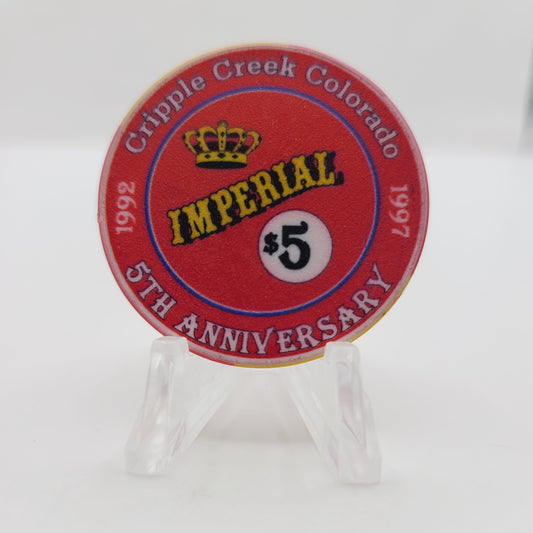 Cripple Creek Colorado
1992
IMPERIAL
$5
1997
5TH ANNIVERSARY